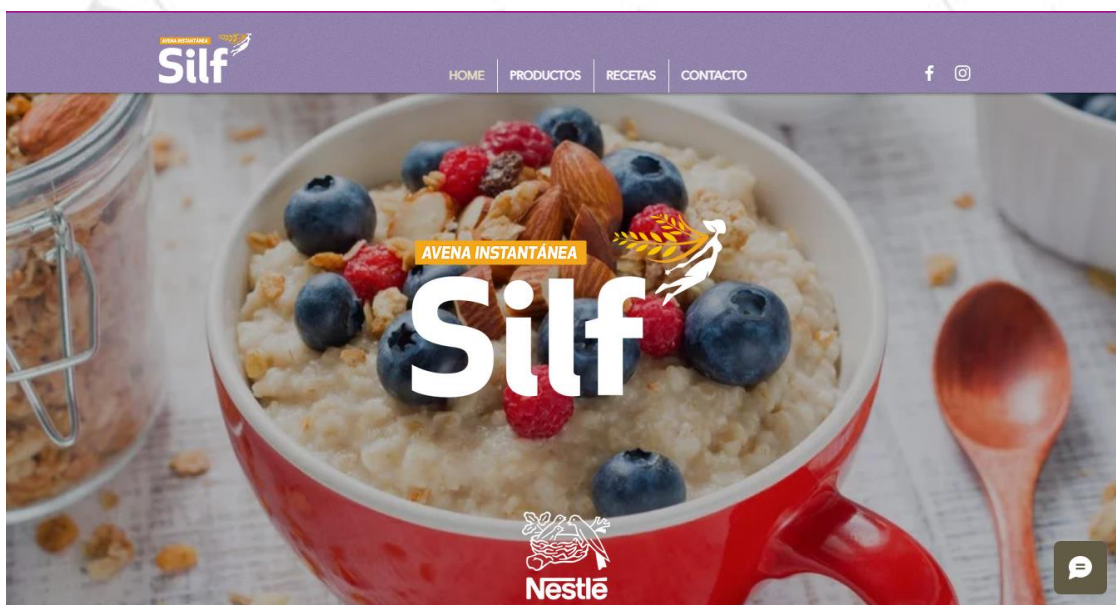 AVENA INSTANTÁNEA
Silf
HOME
PRODUCTOS
RECETAS
CONTACTO
AVENA INSTANTÁNEA
Silf
Nestlé